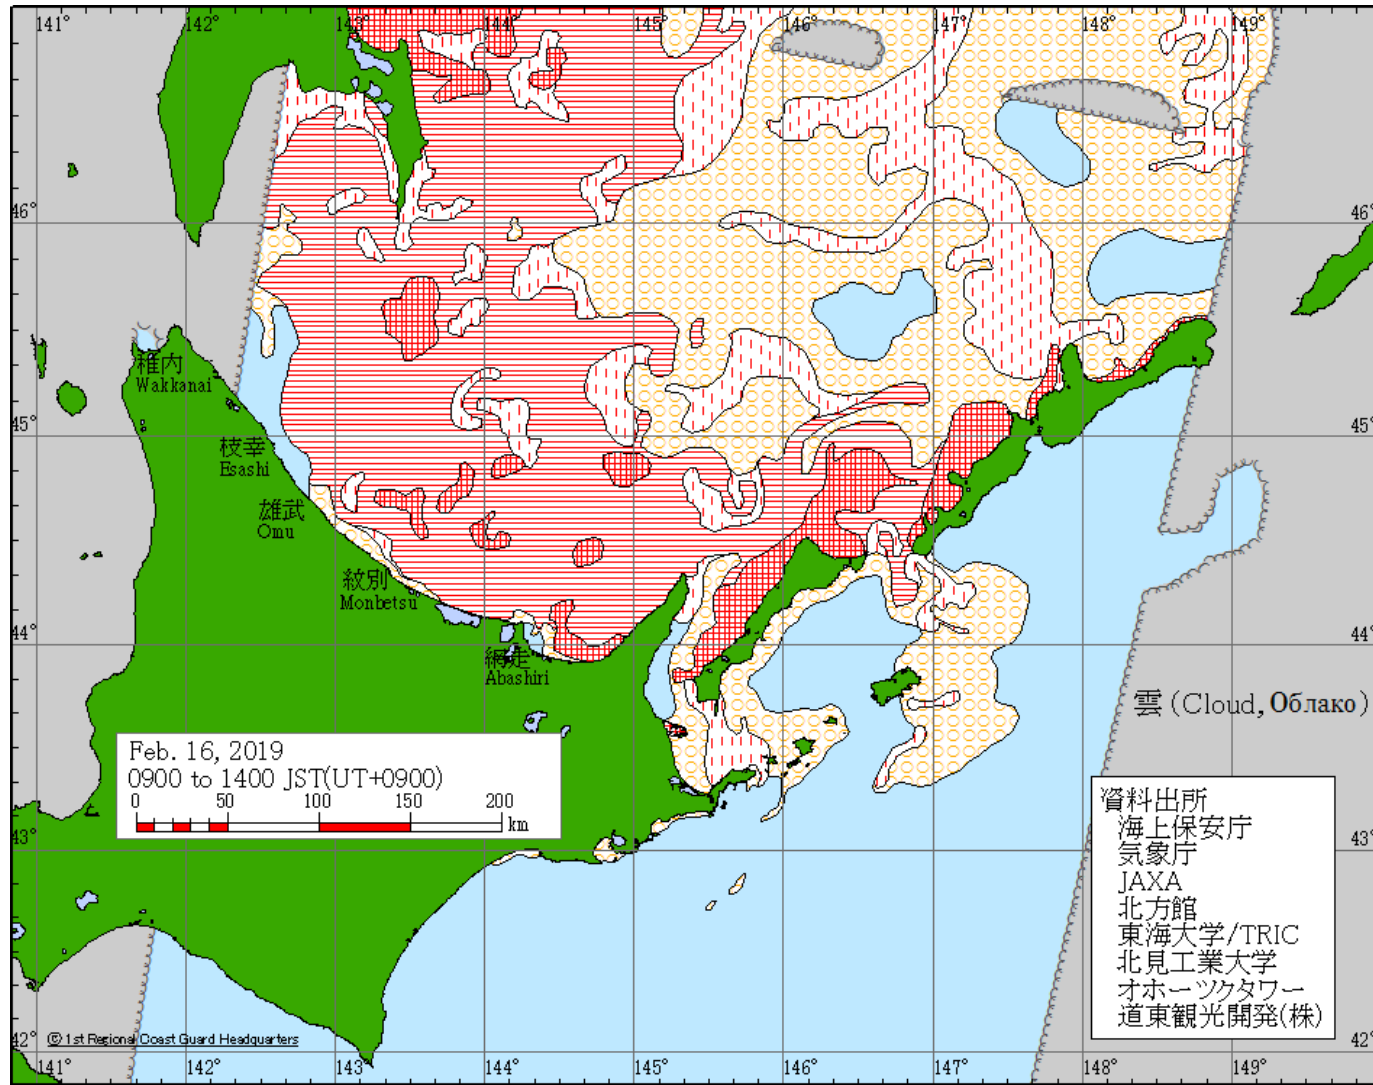 141° 142° 143° 144° 145° 146° 147° 148° 149°
46° 46°
稚内
Wakkanai
45° 45°
枝幸
Esashi
雄武
Omu
紋別
Monbetsu
44° 44°
網走
Abashiri
雲(Cloud, Облако)
Feb. 16, 2019
0900 to 1400 JST(UT+0900)
0 50 100 150 200
km
43° 43°
資料出所
海上保安庁
気象庁
JAXA
北方館
東海大学/TRIC
北見工業大学
オホーツクタワー
道東観光開発(株)
42° 42°
© 1st Regional Coast Guard Headquarters
141° 142° 143° 144° 145° 146° 147° 148° 149°